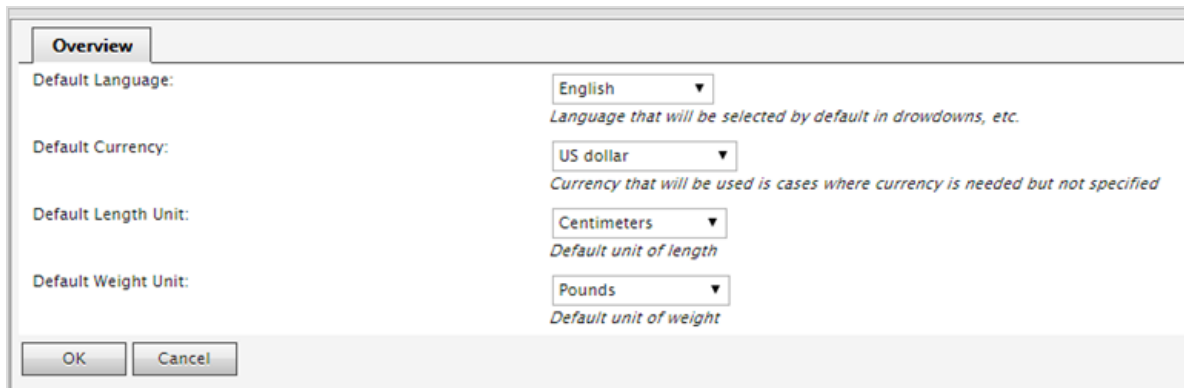 Overview
Default Language:
English
Language that will be selected by default in drowdowns, etc.
Default Currency:
US dollar
Currency that will be used is cases where currency is needed but not specified
Default Length Unit:
Centimeters
Default unit of length
Default Weight Unit:
Pounds
Default unit of weight
OK Cancel